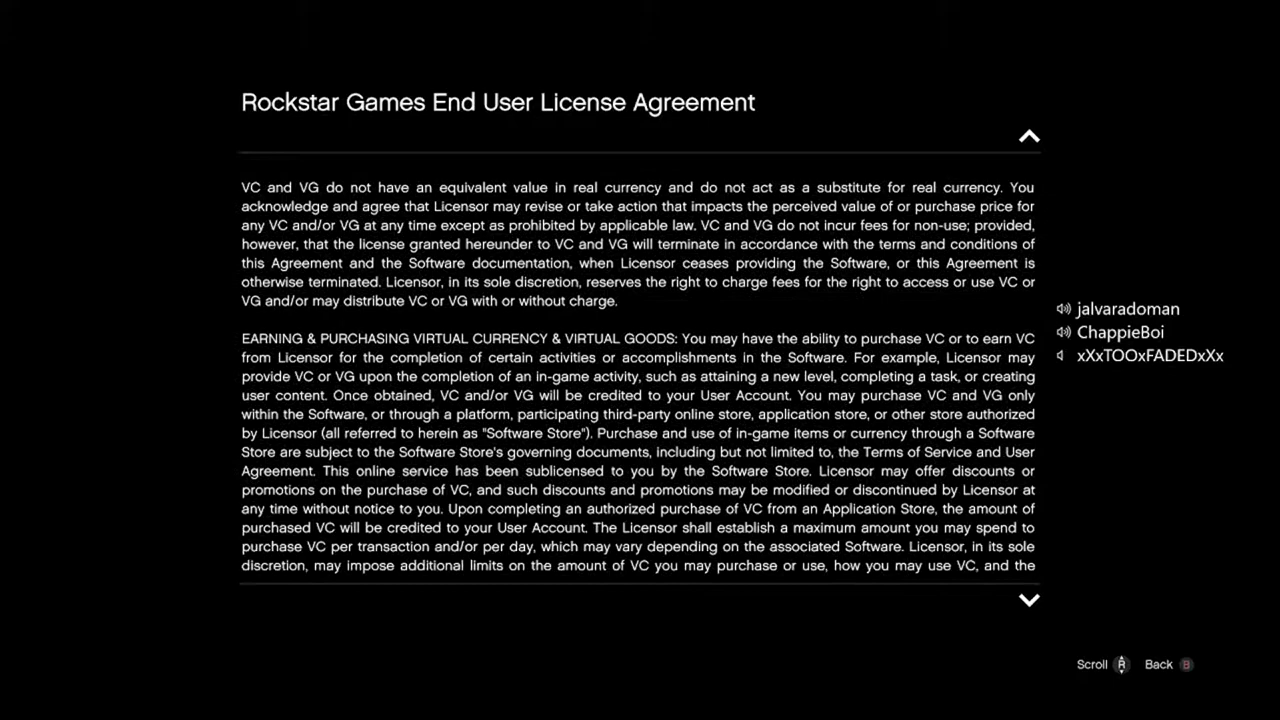 Rockstar Games End User License Agreement
VC and VG do not have an equivalent value in real currency and do not act as a substitute for real currency. You
acknowledge and agree that Licensor may revise or take action that impacts the perceived value of or purchase price for
any VC and/or VG at any time except as prohibited by applicable law. VC and VG do not incur fees for non-use; provided,
however, that the license granted hereunder to VC and VG will terminate in accordance with the terms and conditions of
this Agreement and the Software documentation, when Licensor ceases providing the Software, or this Agreement is
otherwise terminated. Licensor, in its sole discretion, reserves the right to charge fees for the right to access or use VC or
VG and/or may distribute VC or VG with or without charge.
EARNING & PURCHASING VIRTUAL CURRENCY & VIRTUAL GOODS: You may have the ability to purchase VC or to earn VC
from Licensor for the completion of certain activities or accomplishments in the Software. For example, Licensor may
provide VC or VG upon the completion of an in-game activity, such as attaining a new level, completing a task, or creating
user content. Once obtained, VC and/or VG will be credited to your User Account. You may purchase VC and VG only
within the Software, or through a platform, participating third-party online store, application store, or other store authorized
by Licensor (all referred to herein as "Software Store"). Purchase and use of in-game items or currency through a Software
Store are subject to the Software Store's governing documents, including but not limited to, the Terms of Service and User
Agreement. This online service has been sublicensed to you by the Software Store. Licensor may offer discounts or
promotions on the purchase of VC, and such discounts and promotions may be modified or discontinued by Licensor at
any time without notice to you. Upon completing an authorized purchase of VC from an Application Store, the amount of
purchased VC will be credited to your User Account. The Licensor shall establish a maximum amount you may spend to
purchase VC per transaction and/or per day, which may vary depending on the associated Software. Licensor, in its sole
discretion, may impose additional limits on the amount of VC you may purchase or use, how you may use VC, and the
jalvaradoman
ChappieBoi
xXxTOOxFADEDxXx
Scroll R Back B